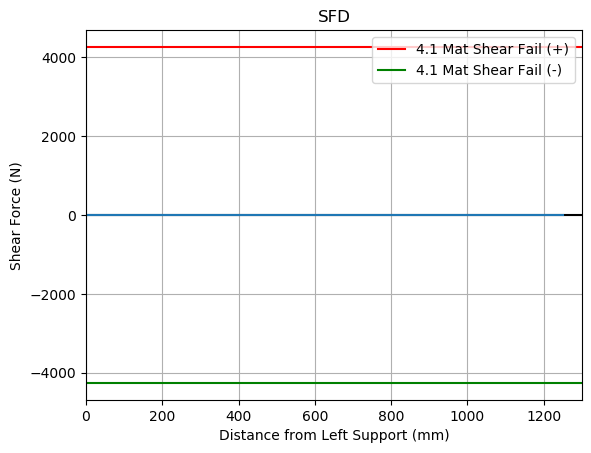 SFD
4.1 Mat Shear Fail (+)
4.1 Mat Shear Fail (-)
4000
2000
0
−2000
−4000
Shear Force (N)
0 200 400 600 800 1000 1200
Distance from Left Support (mm)